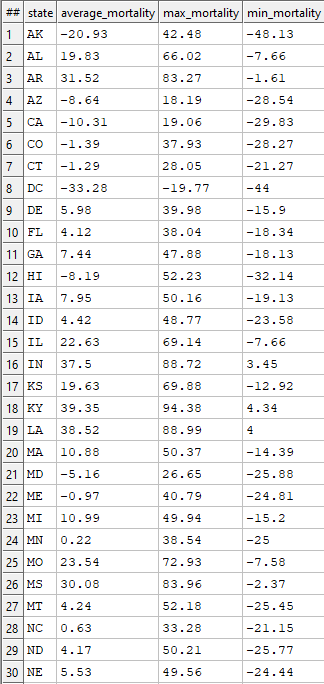 ## state average_mortality max_mortality min_mortality
1 AK -20.93 42.48 -48.13
2 AL 19.83 66.02 -7.66
3 AR 31.52 83.27 -1.61
4 AZ -8.64 18.19 -28.54
5 CA -10.31 19.06 -29.83
6 CO -1.39 37.93 -28.27
7 CT -1.29 28.05 -21.27
8 DC -33.28 -19.77 -44
9 DE 5.98 39.98 -15.9
10 FL 4.12 38.04 -18.34
11 GA 7.44 47.88 -18.13
12 HI -8.19 52.23 -32.14
13 IA 7.95 50.16 -19.13
14 ID 4.42 48.77 -23.58
15 IL 22.63 69.14 -7.66
16 IN 37.5 88.72 3.45
17 KS 19.63 69.88 -12.92
18 KY 39.35 94.38 4.34
19 LA 38.52 88.99 4
20 MA 10.88 50.37 -14.39
21 MD -5.16 26.65 -25.88
22 ME -0.97 40.79 -24.81
23 MI 10.99 49.94 -15.2
24 MN 0.22 38.54 -25
25 MO 23.54 72.93 -7.58
26 MS 30.08 83.96 -2.37
27 MT 4.24 52.18 -25.45
28 NC 0.63 33.28 -21.15
29 ND 4.17 50.21 -25.77
30 NE 5.53 49.56 -24.44